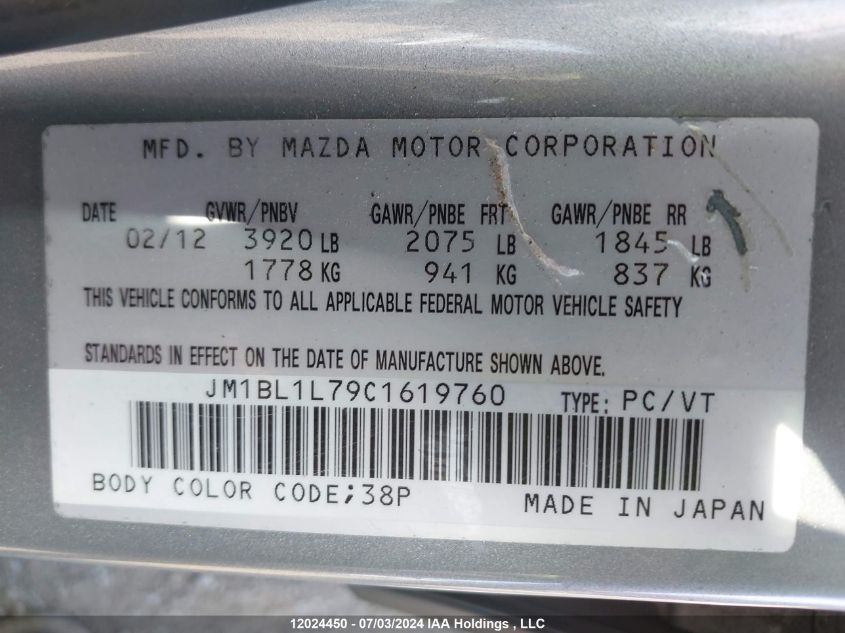 MFD. BY MAZDA MOTOR CORPORATION
DATE GVWR/PNBV GAWR/PNBE FRT GAWR/PNBE RR
02/12 3920 LB 2075 LB 1845 LB
1778 KG 941 KG 837 KG
THIS VEHICLE CONFORMS TO ALL APPLICABLE FEDERAL MOTOR VEHICLE SAFETY
STANDARDS IN EFFECT ON THE DATE OF MANUFACTURE SHOWN ABOVE.
JM1BL1L79C1619760 TYPE: PC/VT
BODY COLOR CODE;38P MADE IN JAPAN
12024450 - 07/03/2024 IAA Holdings , LLC